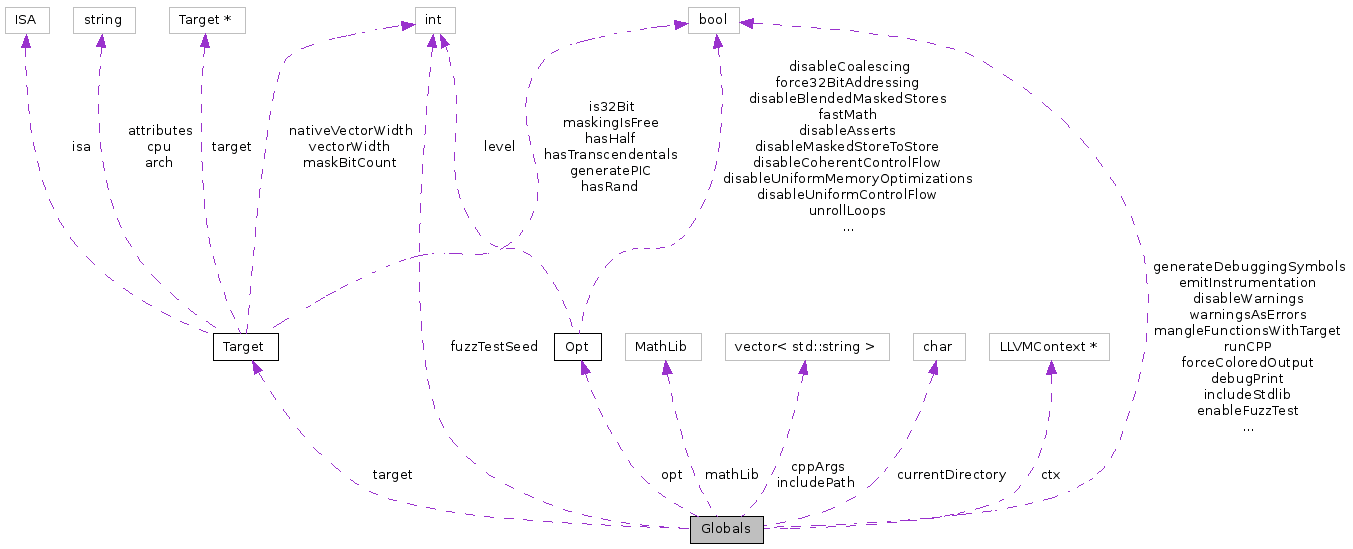 ISA
string
Target *
int
bool
disableCoalescing
force32BitAddressing
disableBlendedMaskedStores
fastMath
disableAsserts
disableMaskedStoreToStore
disableCoherentControlFlow
disableUniformMemoryOptimizations
disableUniformControlFlow
unrollLoops
...
is32Bit
maskingIsFree
hasHalf
hasTranscendentals
generatePIC
hasRand
isa
attributes
cpu
arch
target
nativeVectorWidth
vectorWidth
maskBitCount
level
generateDebuggingSymbols
emitInstrumentation
disableWarnings
warningsAsErrors
mangleFunctionsWithTarget
runCPP
forceColoredOutput
debugPrint
includeStdlib
enableFuzzTest
...
Target
fuzzTestSeed
Opt
MathLib
vector< std::string >
char
LLVMContext *
target
opt
mathLib
cppArgs
includePath
currentDirectory
ctx
Globals